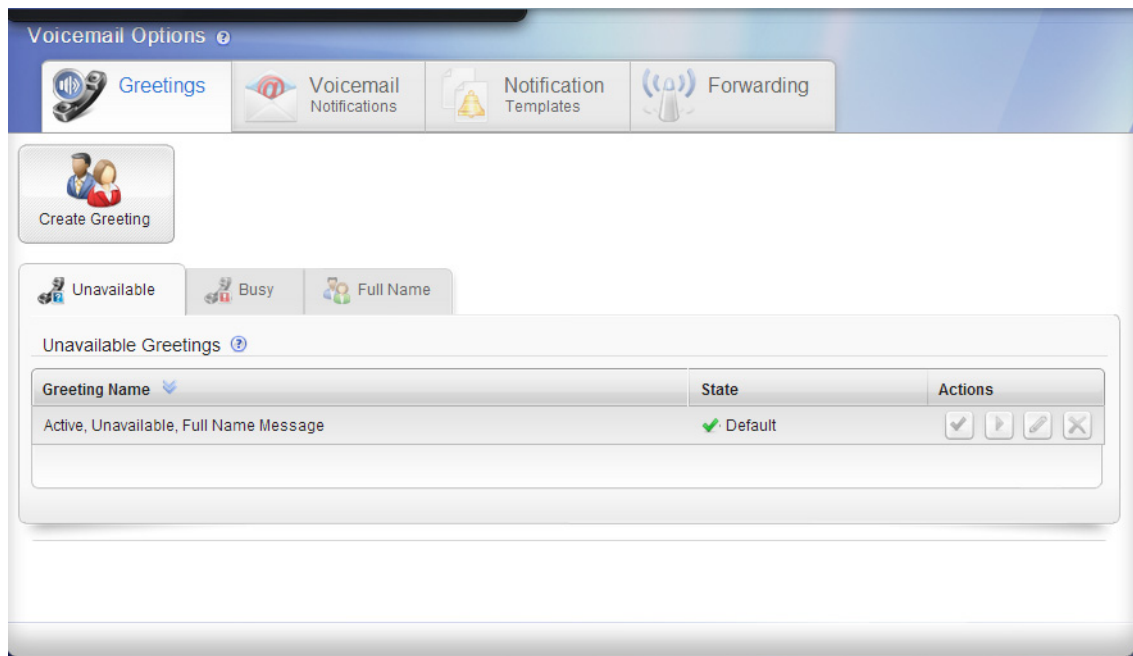 Voicemail Options
Greetings
Voicemail
Notifications
Notification
Templates
Forwarding
Create Greeting
Unavailable
Busy
Full Name
Unavailable Greetings
Greeting Name
State
Actions
Active, Unavailable, Full Name Message
Default